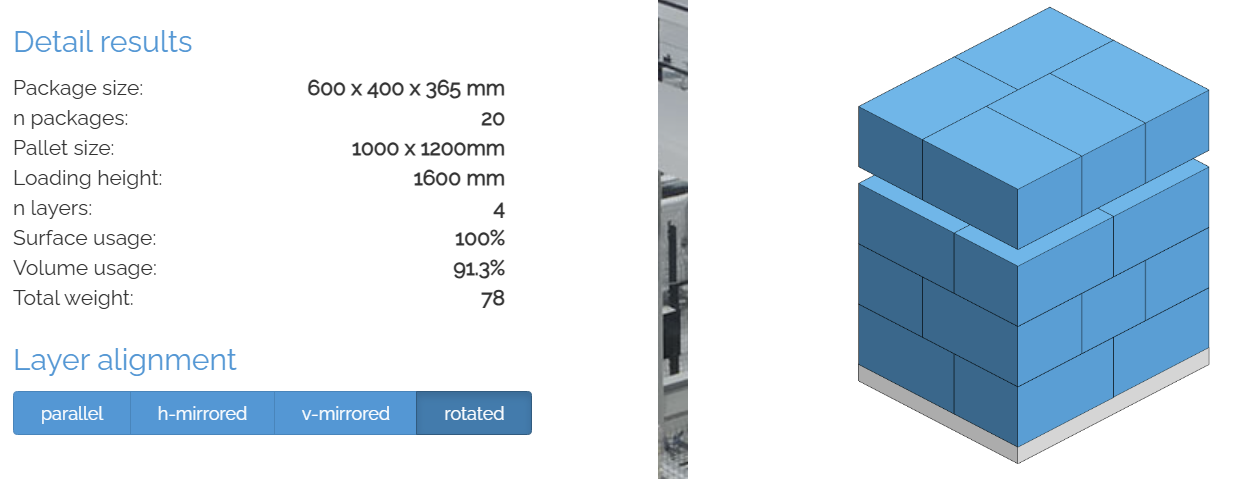 Detail results
Package size: 600 x 400 x 365 mm
n packages: 20
Pallet size: 1000 x 1200mm
Loading height: 1600 mm
n layers: 4
Surface usage: 100%
Volume usage: 91.3%
Total weight: 78
Layer alignment
parallel h-mirrored v-mirrored rotated